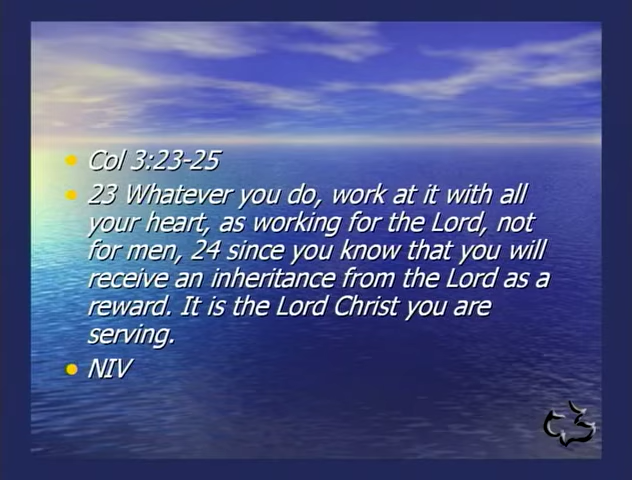 Col 3:23-25
23 Whatever you do, work at it with all
your heart, as working for the Lord, not
for men, 24 since you know that you will
receive an inheritance from the Lord as a
reward. It is the Lord Christ you are
serving.
NIV